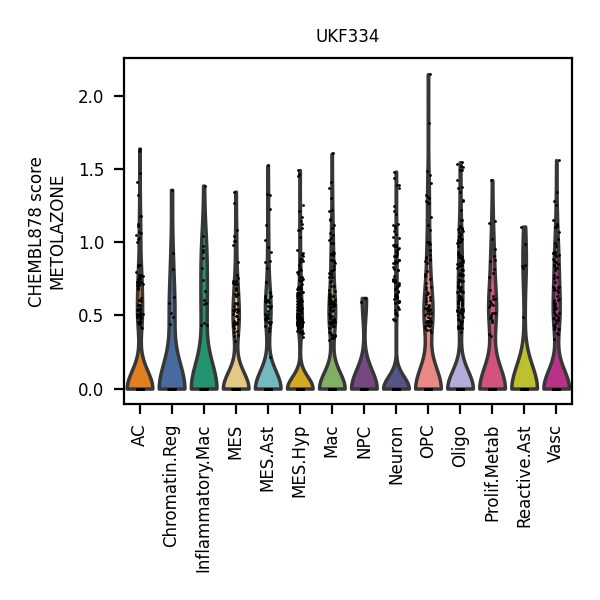 UKF334
CHEMBL878 score
METOLAZONE
2.0
1.5
1.0
0.5
0.0
AC
Chromatin.Reg
Inflammatory.Mac
MES
MES.Ast
MES.Hyp
Mac
NPC
Neuron
OPC
Oligo
Prolif.Metab
Reactive.Ast
Vasc